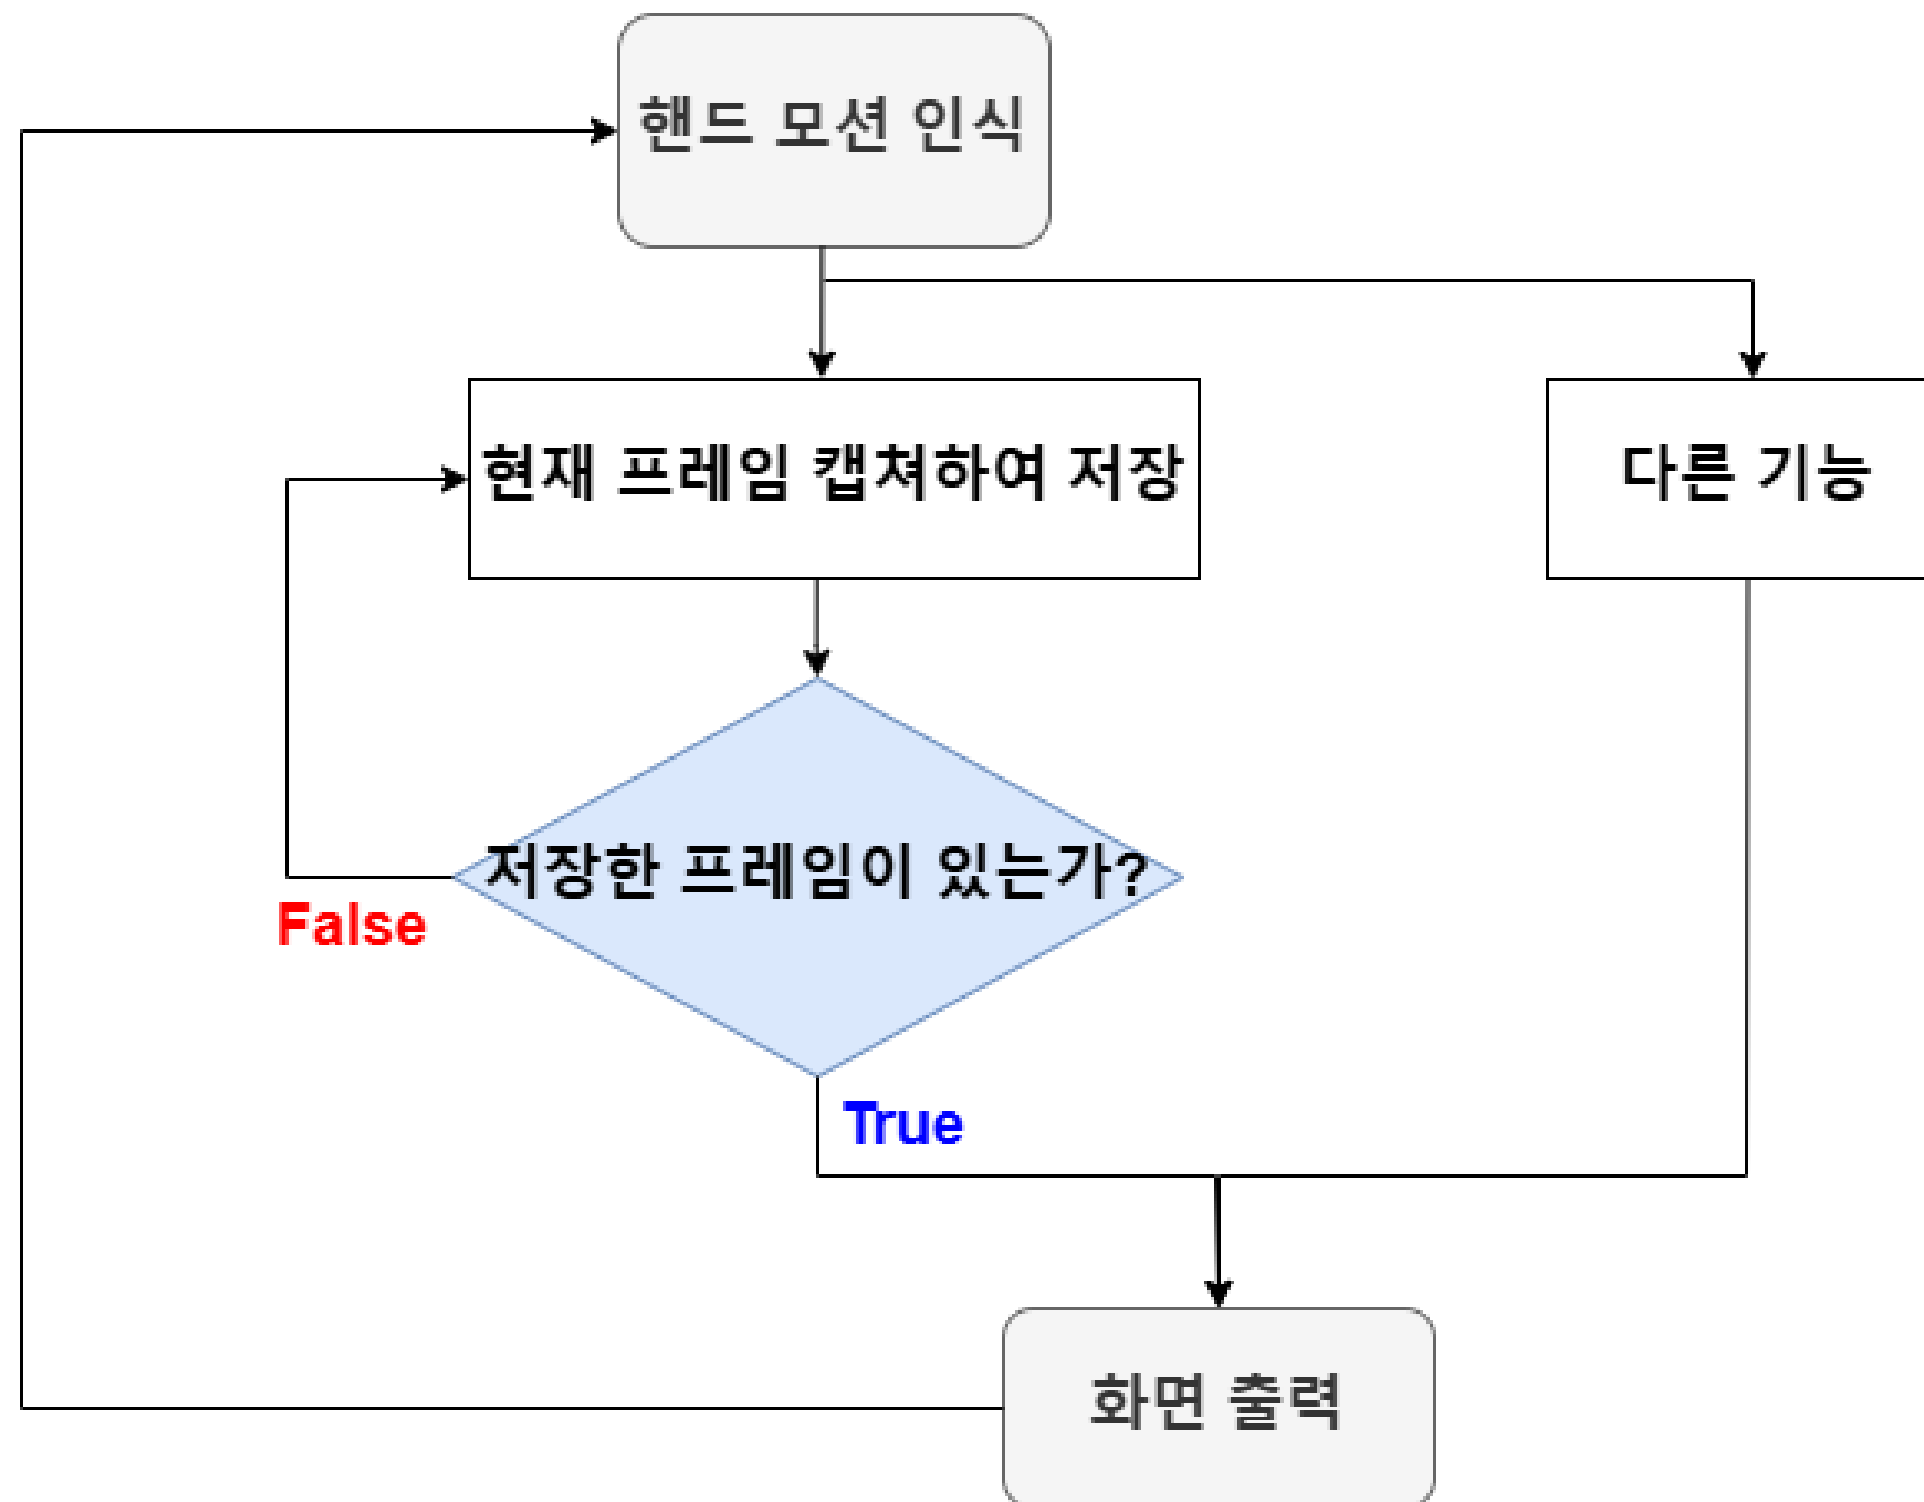 핸드 모션 인식
현재 프레임 캡쳐하여 저장
다른 기능
저장한 프레임이 있는가?
False
True
화면 출력